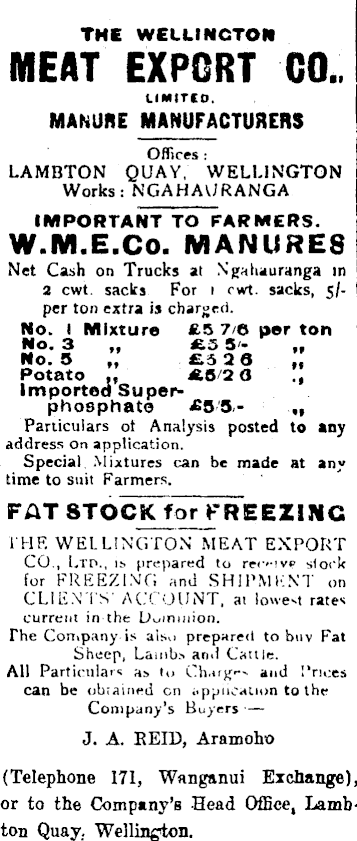 THE WELLINGTON
MEAT EXPORT CO.,
LIMITED.
MANURE MANUFACTURERS
Offices :
LAMBTON QUAY, WELLINGTON
Works : NGAHAURANGA
IMPORTANT TO FARMERS.
W.M.E.Co. MANURES
Net Cash on Trucks at Ngahauranga in
2 cwt. sacks For 1 cwt. sacks, 5/-
per ton extra is charged.
No. 1 Mixture £5 7/6 per ton
No. 3 „ £5 5/- „
No. 5 „ „
Potato „ „
Imported Super-
phosphate £5/5/- „
Particulars of Analysis posted to any
address on application.
Special Mixtures can be made at any
time to suit Farmers.
FAT STOCK for FREEZING
THE WELLINGTON MEAT EXPORT
CO., LTD., is prepared to receive stock
for FREEZING and SHIPMENT on
CLIENTS' ACCOUNT, at lowest rates
current in the Dominion.
The Company is also prepared to buy Fat
Sheep, Lambs and Cattle.
All Particulars as to Charges and Prices
can be obtained on application to the
Company's Buyers —
J. A. REID, Aramoho
(Telephone 171, Wanganui Exchange),
or to the Company's Head Office, Lamb-
ton Quay, Wellington.